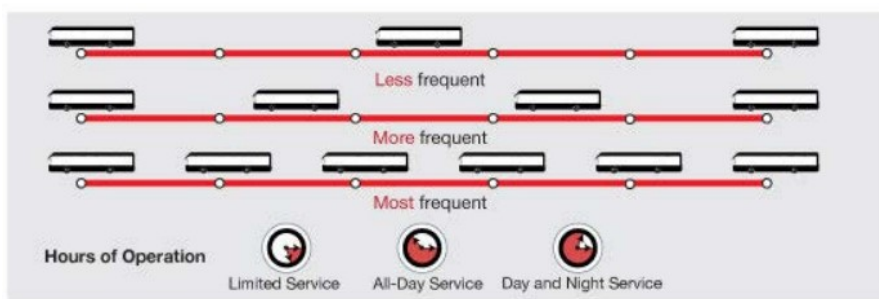 Less frequent
More frequent
Most frequent
Hours of Operation
Limited Service All-Day Service Day and Night Service